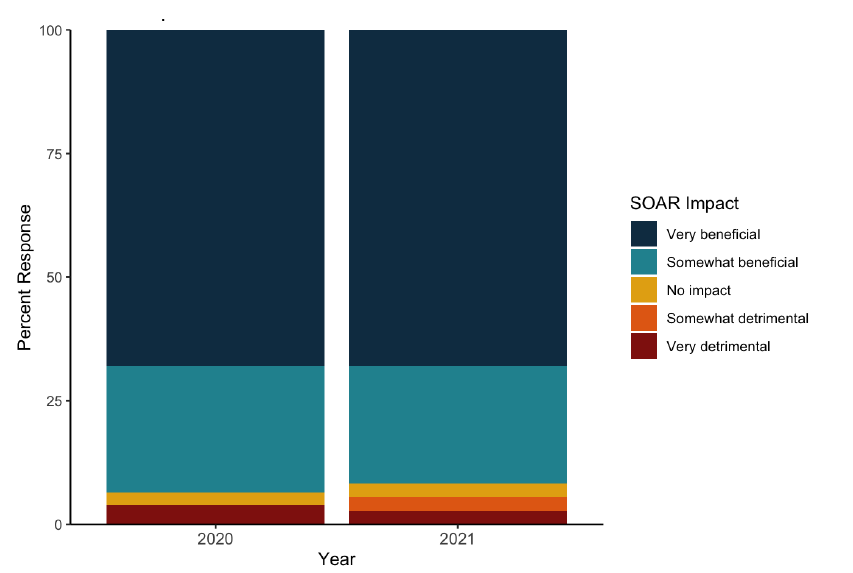 100
75
50
25
0
Percent Response
2020
2021
Year
SOAR Impact
Very beneficial
Somewhat beneficial
No impact
Somewhat detrimental
Very detrimental